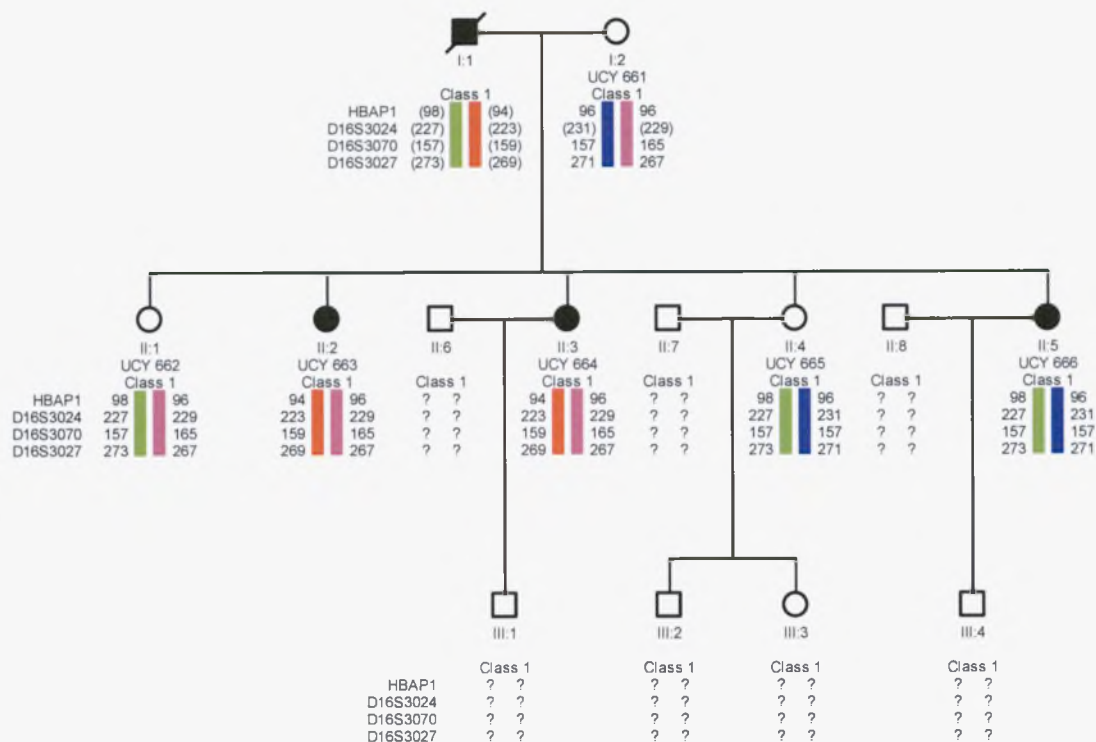 I:1 I:2
UCY 661
Class 1 Class 1
HBAP1 (98) (94) 96 96
D16S3024 (227) (223) (231) (229)
D16S3070 (157) (159) 157 165
D16S3027 (273) (269) 271 267
II:1 II:2 II:6 II:3 II:7 II:4 II:8 II:5
UCY 662 UCY 663 UCY 664 UCY 665 UCY 666
Class 1 Class 1 Class 1 Class 1 Class 1 Class 1 Class 1 Class 1
HBAP1 98 96 94 96 ? ? 94 96 ? ? 98 96 ? ? 98 96
D16S3024 227 229 223 229 ? ? 223 229 ? ? 227 231 ? ? 227 231
D16S3070 157 165 159 165 ? ? 159 165 ? ? 157 157 ? ? 157 157
D16S3027 273 267 269 267 ? ? 269 267 ? ? 273 271 ? ? 273 271
III:1 III:2 III:3 III:4
Class 1 Class 1 Class 1 Class 1
HBAP1 ? ? ? ? ? ? ? ?
D16S3024 ? ? ? ? ? ? ? ?
D16S3070 ? ? ? ? ? ? ? ?
D16S3027 ? ? ? ? ? ? ? ?